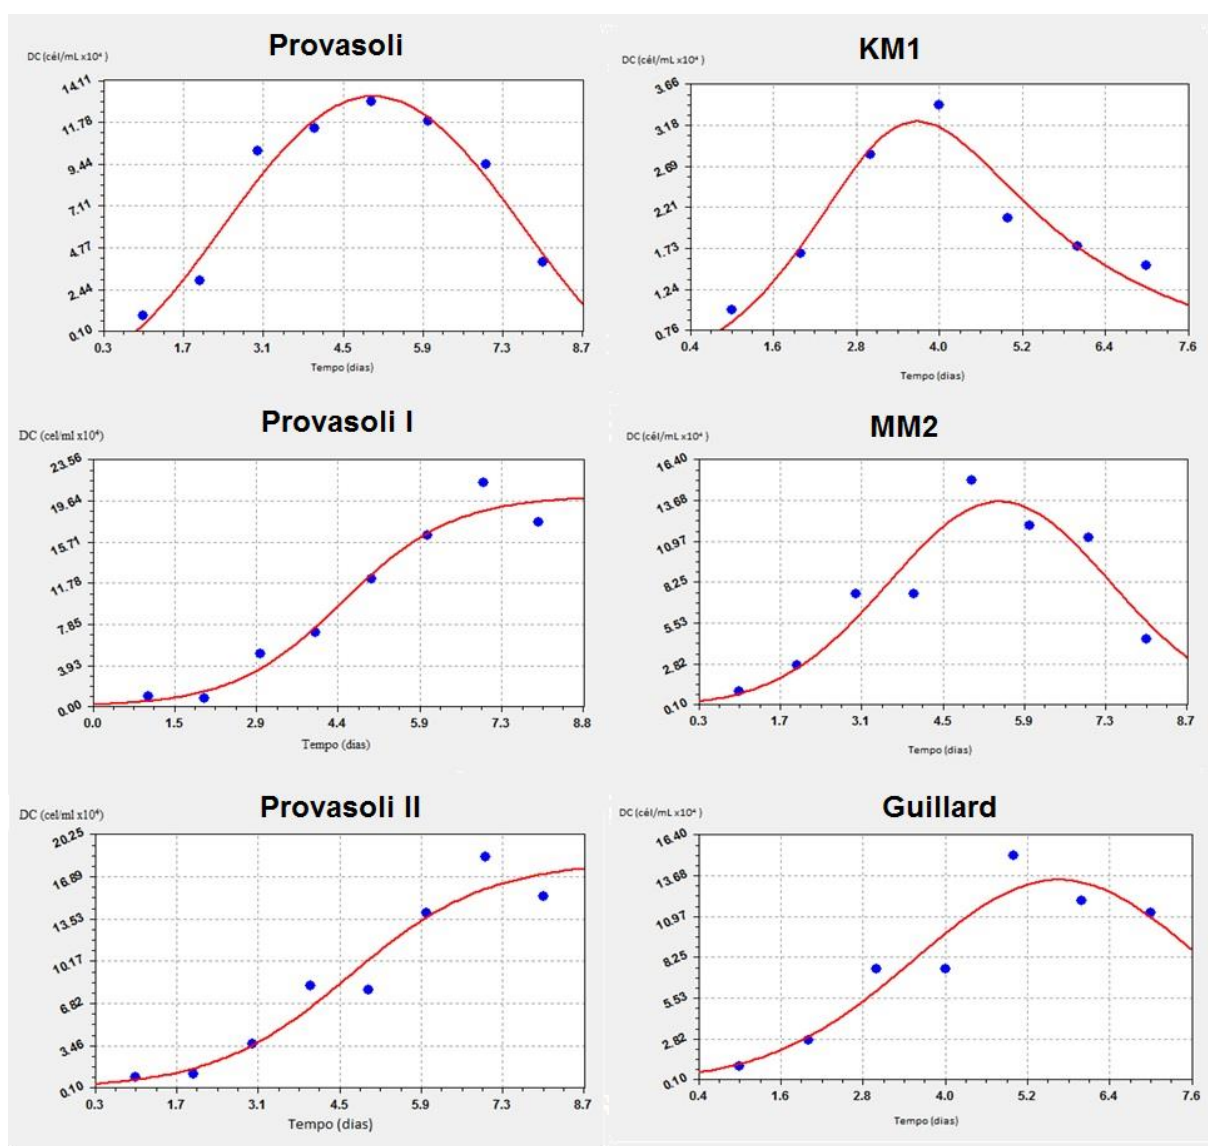 Provasoli
DC (cél/mL x10⁴ )
14.11
11.78
9.44
7.11
4.77
2.44
0.10
0.3 1.7 3.1 4.5 5.9 7.3 8.7
Tempo (dias)
KM1
DC (cél/mL x10⁴ )
3.66
3.18
2.69
2.21
1.73
1.24
0.76
0.4 1.6 2.8 4.0 5.2 6.4 7.6
Tempo (dias)
Provasoli I
DC (cel/ml x10⁴)
23.56
19.64
15.71
11.78
7.85
3.93
0.00
0.0 1.5 2.9 4.4 5.9 7.3 8.8
Tempo (dias)
MM2
DC (cél/mL x10⁴ )
16.40
13.68
10.97
8.25
5.53
2.82
0.10
0.3 1.7 3.1 4.5 5.9 7.3 8.7
Tempo (dias)
Provasoli II
DC (cel/ml x10⁴)
20.25
16.89
13.53
10.17
6.82
3.46
0.10
0.3 1.7 3.1 4.5 5.9 7.3 8.7
Tempo (dias)
Guillard
DC (cél/mL x10⁴ )
16.40
13.68
10.97
8.25
5.53
2.82
0.10
0.4 1.6 2.8 4.0 5.2 6.4 7.6
Tempo (dias)